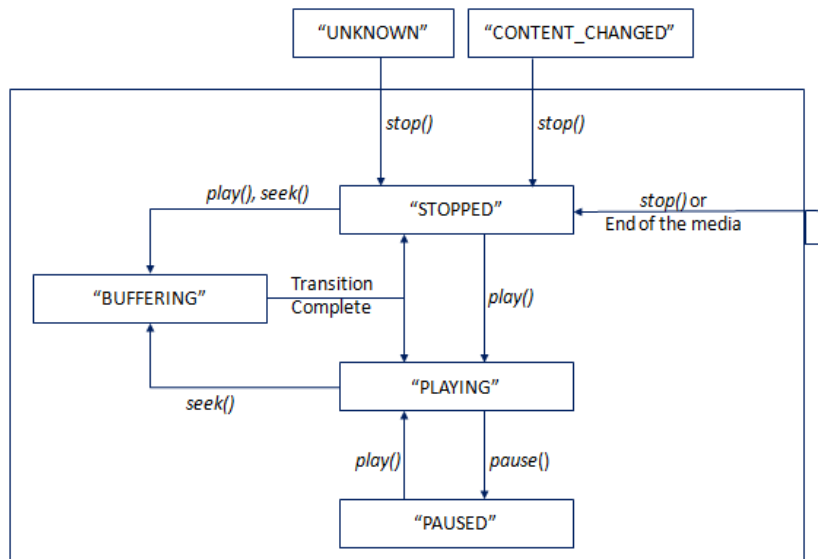 “UNKNOWN”
“CONTENT_CHANGED”
stop()
stop()
play(), seek()
“STOPPED”
stop() or
End of the media
“BUFFERING”
Transition
Complete
play()
“PLAYING”
seek()
play()
pause()
“PAUSED”